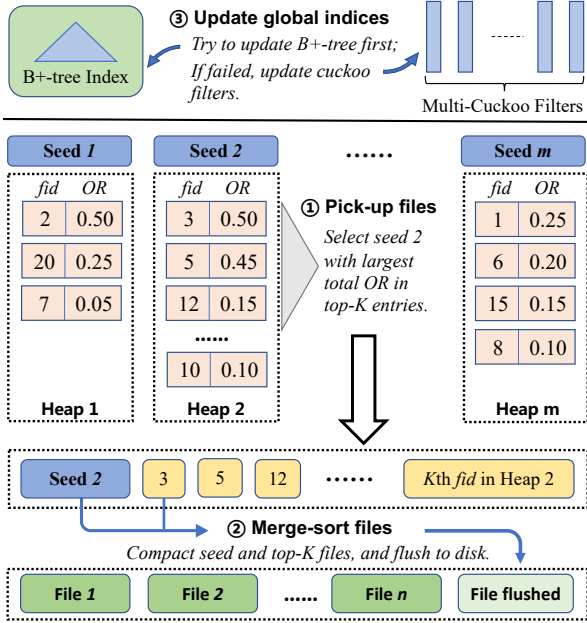 ③ Update global indices
Try to update B+-tree first;
If failed, update cuckoo
filters.
B+-tree Index
Multi-Cuckoo Filters
Seed 1
Seed 2
......
Seed m
fid OR
2 0.50
20 0.25
7 0.05
Heap 1
fid OR
3 0.50
5 0.45
12 0.15
......
10 0.10
Heap 2
① Pick-up files
Select seed 2
with largest
total OR in
top-K entries.
fid OR
1 0.25
6 0.20
15 0.15
8 0.10
Heap m
Seed 2 3 5 12 ...... Kth fid in Heap 2
② Merge-sort files
Compact seed and top-K files, and flush to disk.
File 1 File 2 ...... File n File flushed